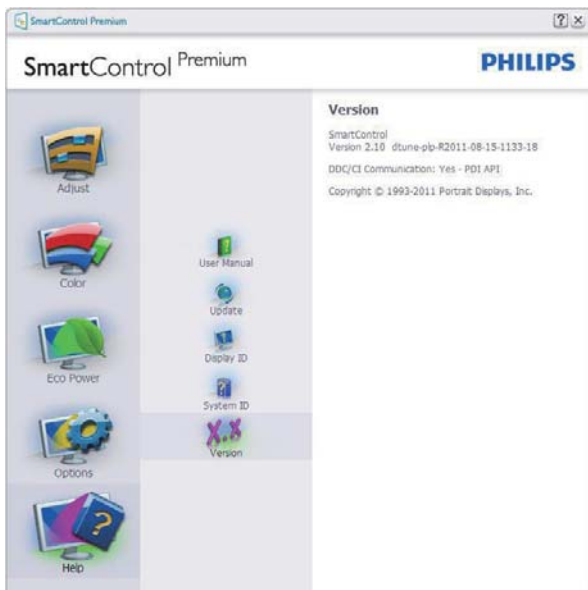 SmartControl Premium
? ×
SmartControl Premium
PHILIPS
Adjust
Color
Eco Power
Options
Help
User Manual
Update
Display ID
System ID
X.x
Version
Version
SmartControl
Version 2.10 dtune-plp-R2011-08-15-1133-18
DDC/CI Communication: Yes - PDI API
Copyright © 1993-2011 Portrait Displays, Inc.